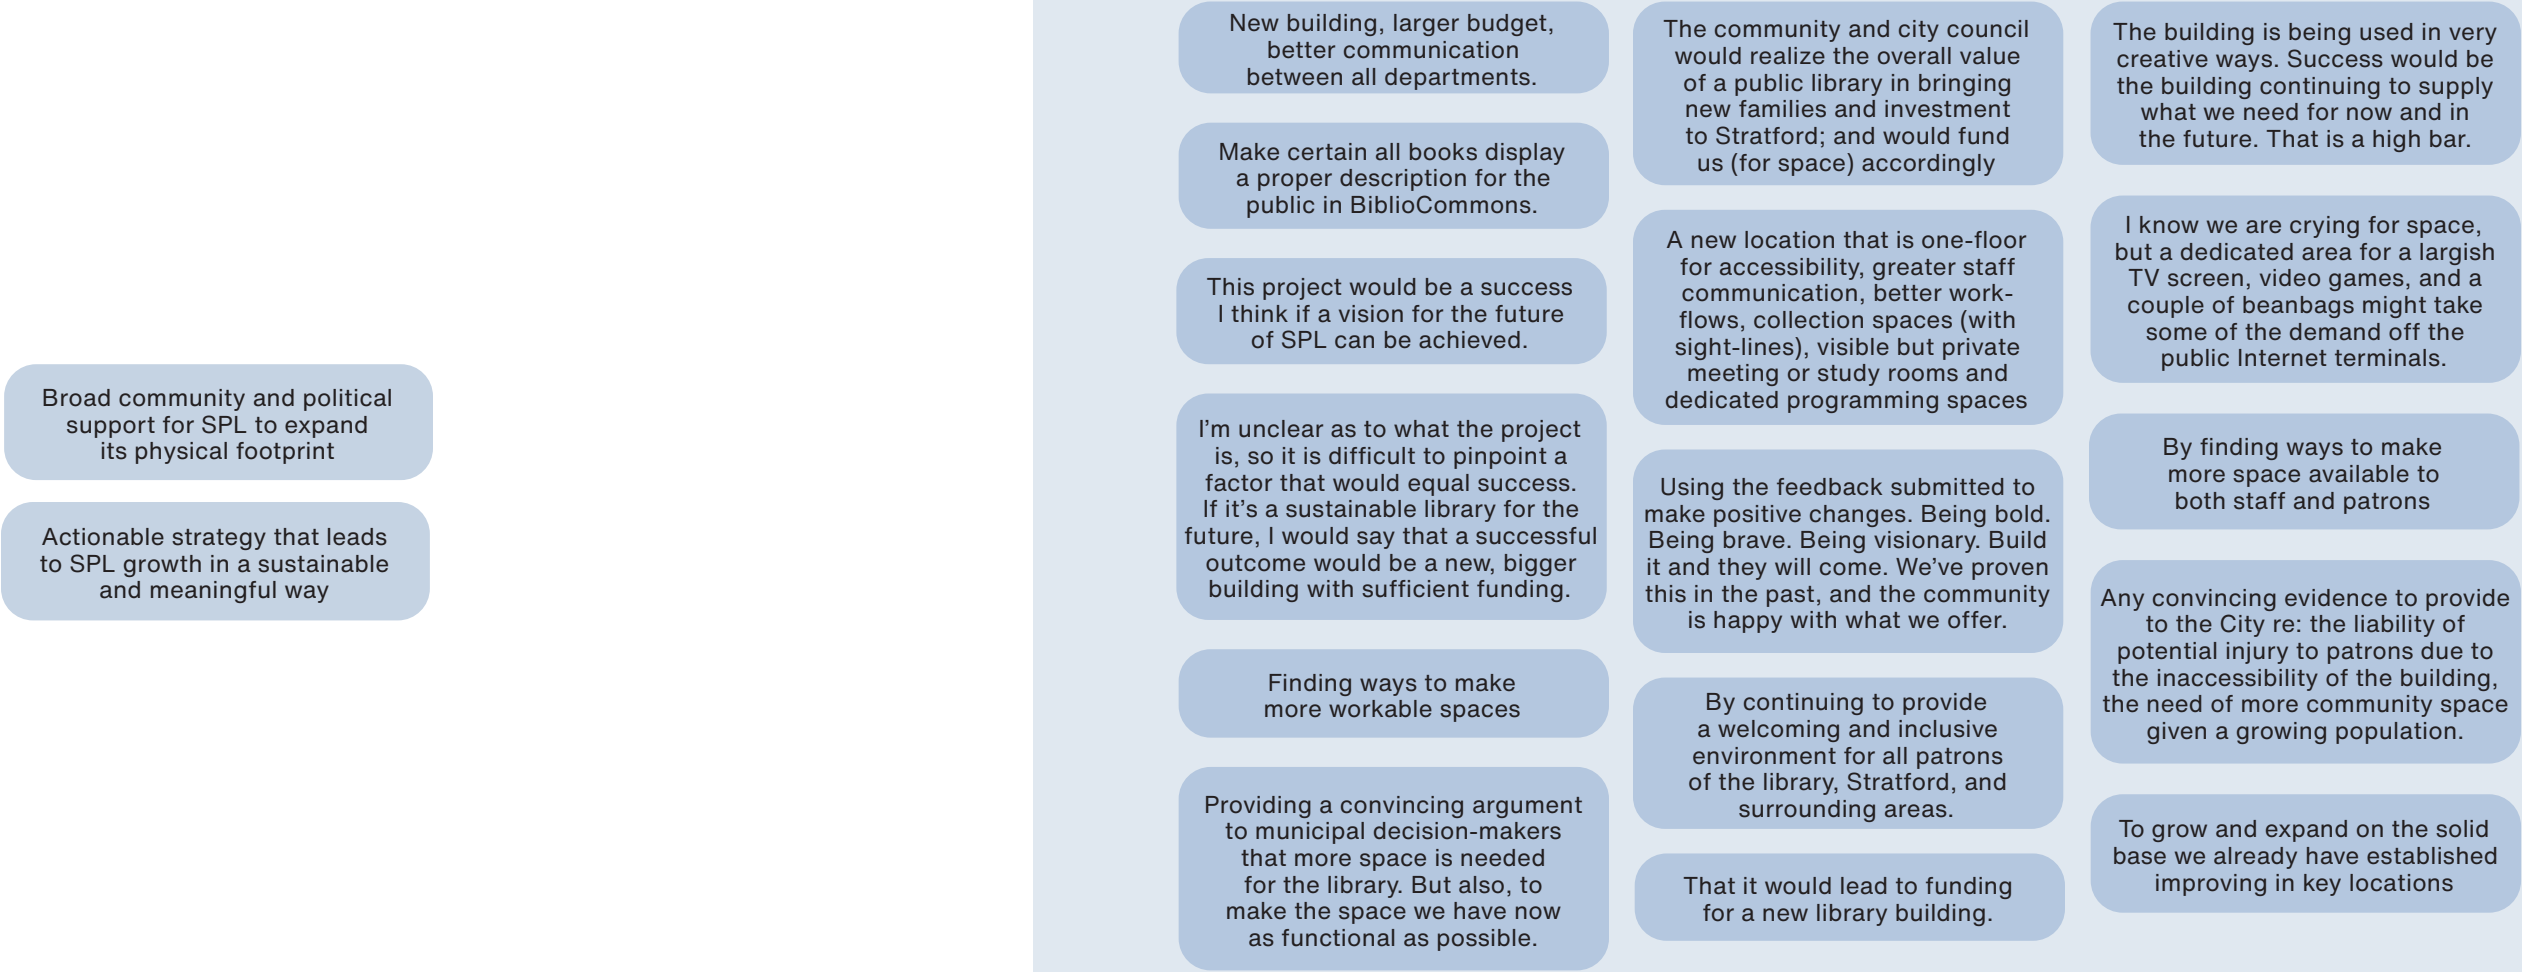 Broad community and political
support for SPL to expand
its physical footprint
Actionable strategy that leads
to SPL growth in a sustainable
and meaningful way
New building, larger budget,
better communication
between all departments.
Make certain all books display
a proper description for the
public in BiblioCommons.
This project would be a success
I think if a vision for the future
of SPL can be achieved.
I’m unclear as to what the project
is, so it is difficult to pinpoint a
factor that would equal success.
If it’s a sustainable library for the
future, I would say that a successful
outcome would be a new, bigger
building with sufficient funding.
Finding ways to make
more workable spaces
Providing a convincing argument
to municipal decision-makers
that more space is needed
for the library. But also, to
make the space we have now
as functional as possible.
The community and city council
would realize the overall value
of a public library in bringing
new families and investment
to Stratford; and would fund
us (for space) accordingly
A new location that is one-floor
for accessibility, greater staff
communication, better work-
flows, collection spaces (with
sight-lines), visible but private
meeting or study rooms and
dedicated programming spaces
Using the feedback submitted to
make positive changes. Being bold.
Being brave. Being visionary. Build
it and they will come. We’ve proven
this in the past, and the community
is happy with what we offer.
By continuing to provide
a welcoming and inclusive
environment for all patrons
of the library, Stratford, and
surrounding areas.
That it would lead to funding
for a new library building.
The building is being used in very
creative ways. Success would be
the building continuing to supply
what we need for now and in
the future. That is a high bar.
I know we are crying for space,
but a dedicated area for a largish
TV screen, video games, and a
couple of beanbags might take
some of the demand off the
public Internet terminals.
By finding ways to make
more space available to
both staff and patrons
Any convincing evidence to provide
to the City re: the liability of
potential injury to patrons due to
the inaccessibility of the building,
the need of more community space
given a growing population.
To grow and expand on the solid
base we already have established
improving in key locations